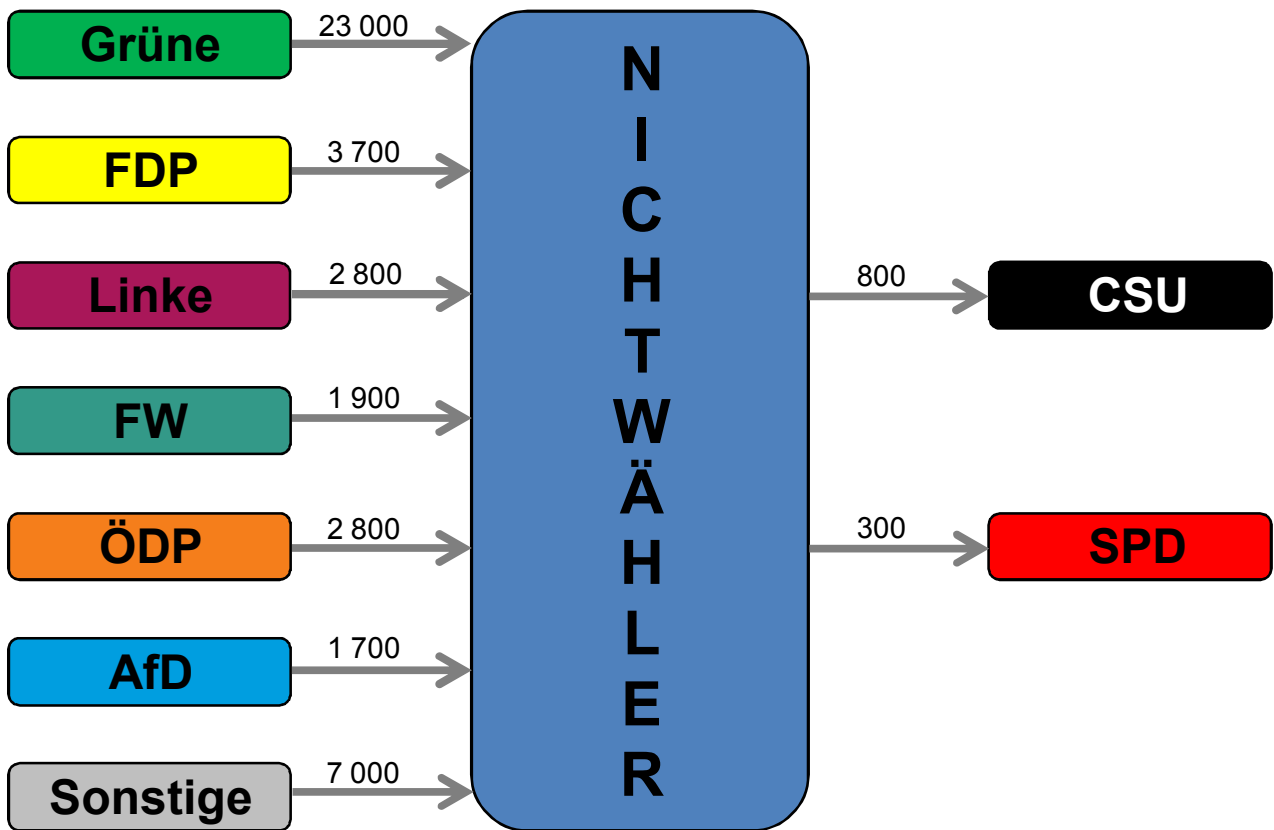 Grüne
23 000
FDP
3 700
Linke
2 800
FW
1 900
ÖDP
2 800
AfD
1 700
Sonstige
7 000
N
I
C
H
T
W
Ä
H
L
E
R
800
CSU
300
SPD